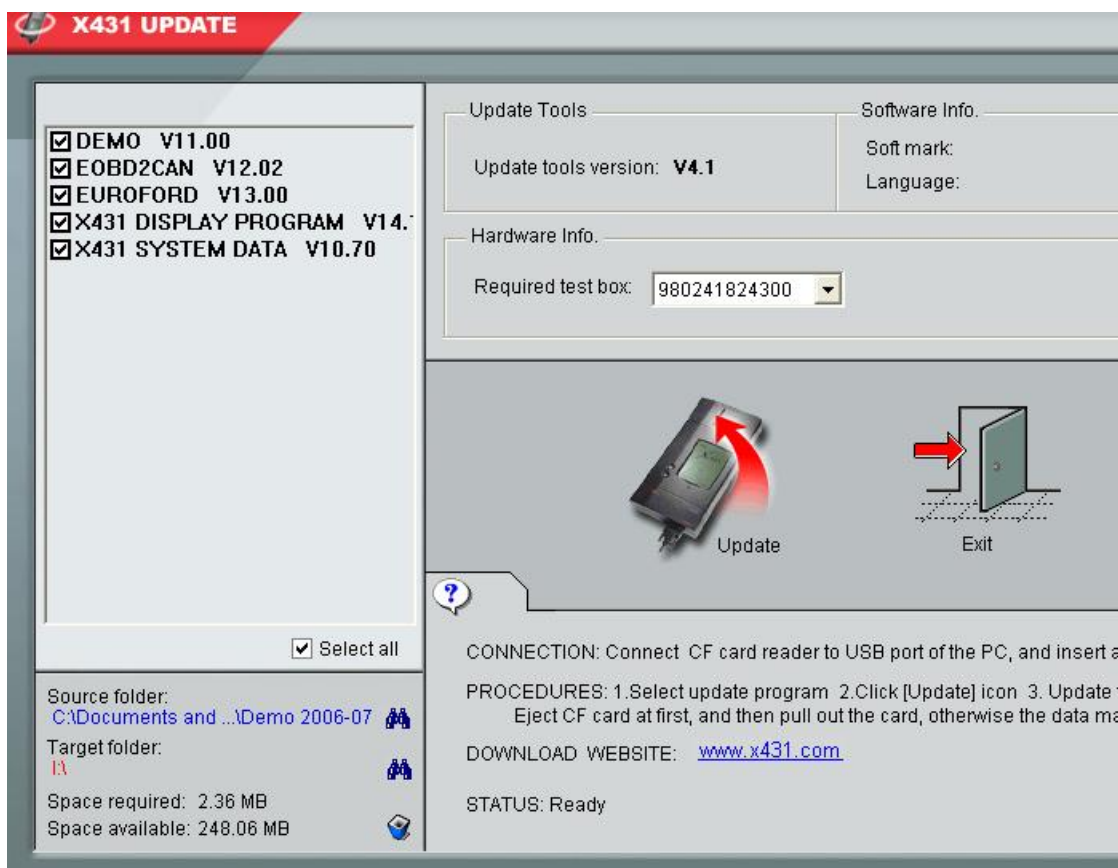 X431 UPDATE
DEMO V11.00
EOBD2CAN V12.02
EUROFORD V13.00
X431 DISPLAY PROGRAM V14.
X431 SYSTEM DATA V10.70
Select all
Source folder:
C:\Documents and ...\Demo 2006-07
Target folder:
I:\
Space required: 2.36 MB
Space available: 248.06 MB
Update Tools
Update tools version: V4.1
Software Info.
Soft mark:
Language:
Hardware Info.
Required test box: 980241824300
Update
Exit
?
CONNECTION: Connect CF card reader to USB port of the PC, and insert
PROCEDURES: 1.Select update program 2.Click [Update] icon 3. Update
Eject CF card at first, and then pull out the card, otherwise the data
DOWNLOAD WEBSITE: www.x431.com
STATUS: Ready